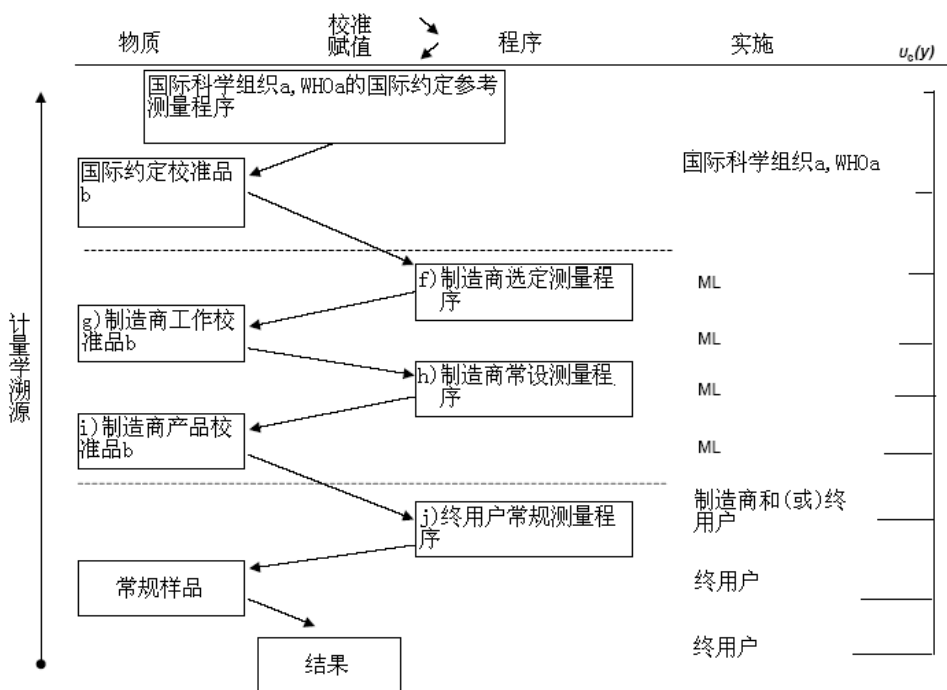 物质
校准
赋值
程序
实施
u_c(y)
国际科学组织a,WHOa的国际约定参考
测量程序
国际约定校准品
b
国际科学组织a,WHOa
f)制造商选定测量程
序
ML
g)制造商工作校
准品b
ML
h)制造商常设测量程
序
ML
i)制造商产品校
准品b
ML
j)终用户常规测量程
序
制造商和(或)终
用户
常规样品
终用户
结果
终用户
计量学溯源